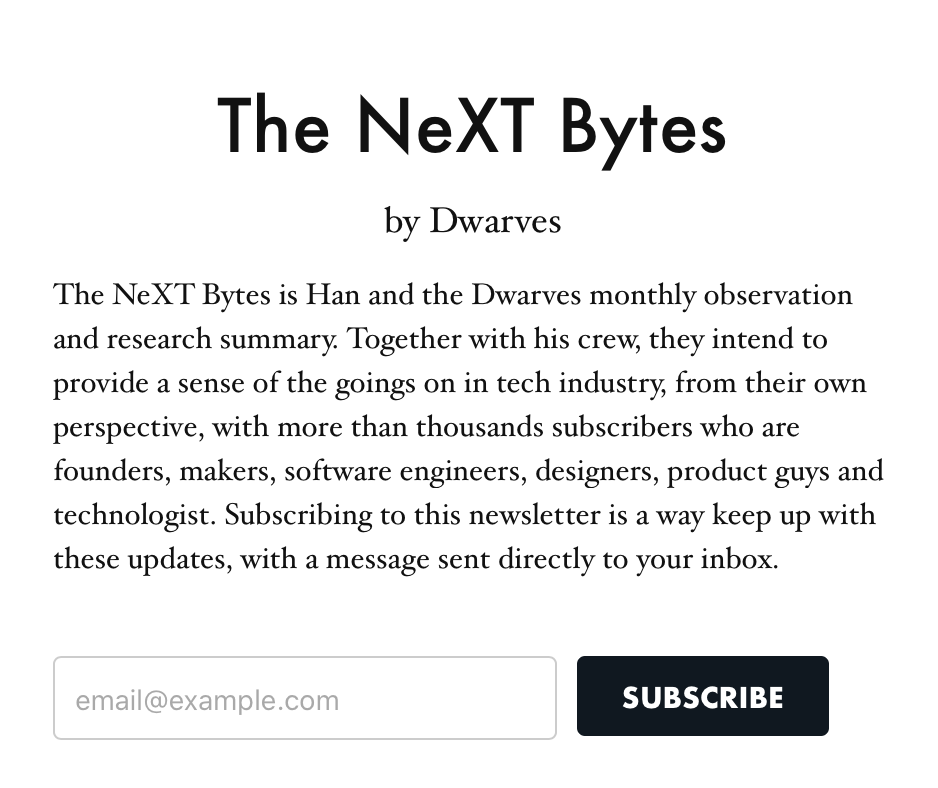 The NeXT Bytes
by Dwarves
The NeXT Bytes is Han and the Dwarves monthly observation
and research summary. Together with his crew, they intend to
provide a sense of the goings on in tech industry, from their own
perspective, with more than thousands subscribers who are
founders, makers, software engineers, designers, product guys and
technologist. Subscribing to this newsletter is a way keep up with
these updates, with a message sent directly to your inbox.
email@example.com
SUBSCRIBE